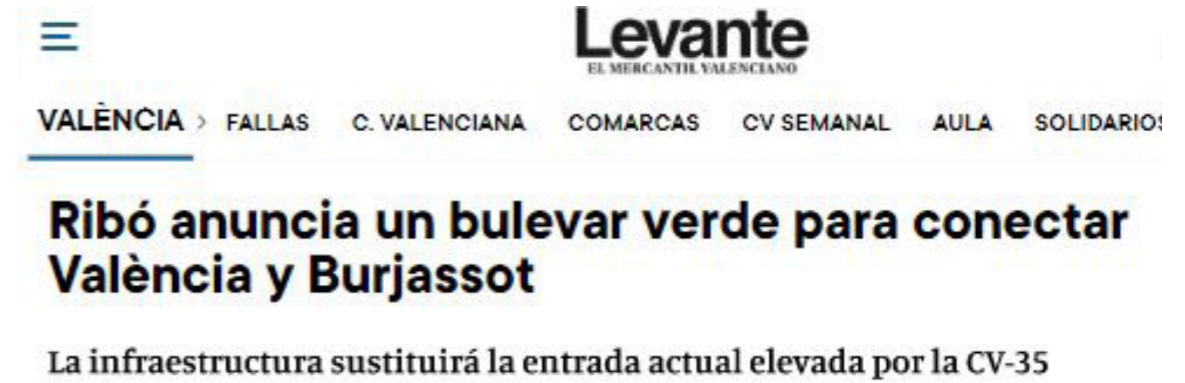 Levante
EL MERCANTIL VALENCIANO
VALÈNCIA > FALLAS C. VALENCIANA COMARCAS CV SEMANAL AULA SOLIDARIOS
Ribó anuncia un bulevar verde para conectar
València y Burjassot
La infraestructura sustituirá la entrada actual elevada por la CV-35